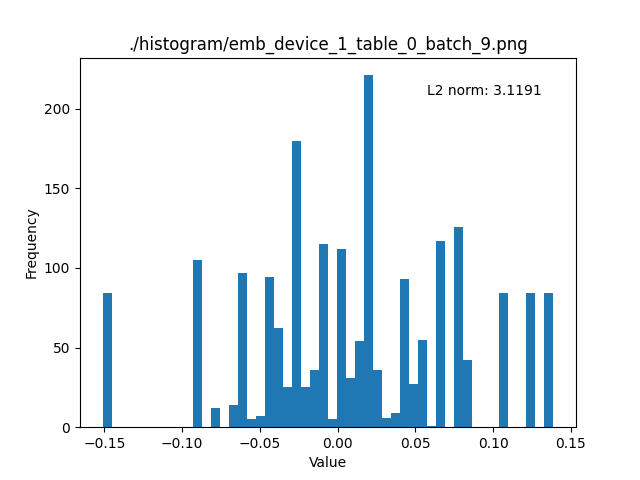 ./histogram/emb_device_1_table_0_batch_9.png
L2 norm: 3.1191
200
150
100
50
0
Frequency
−0.15 −0.10 −0.05 0.00 0.05 0.10 0.15
Value